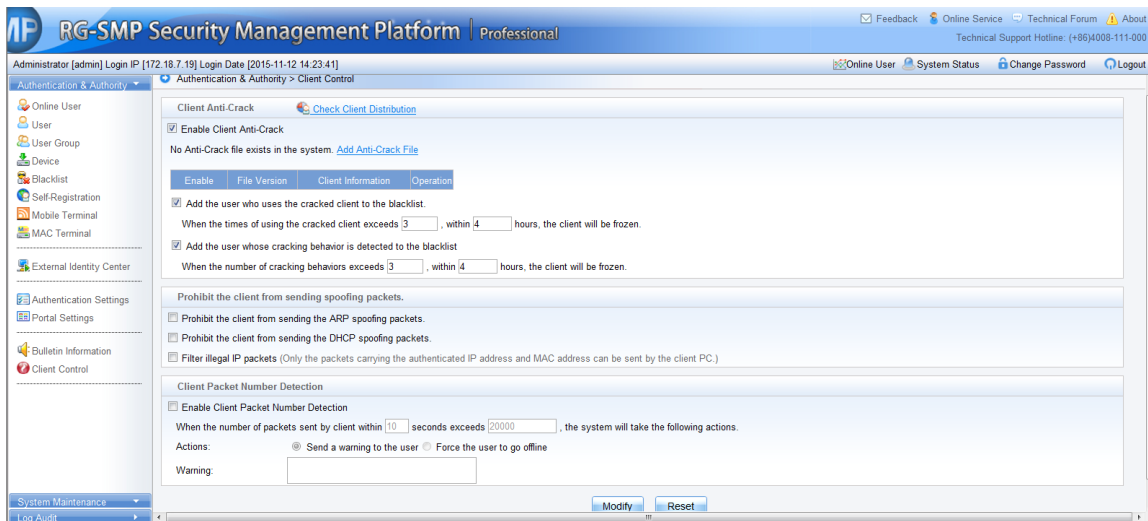 MP RG-SMP Security Management Platform | Professional
Feedback Online Service Technical Forum About
Technical Support Hotline: (+86)4008-111-000
Administrator [admin] Login IP [172.18.7.19] Login Date [2015-11-12 14:23:41]
Online User System Status Change Password Logout
Authentication & Authority
Online User
User
User Group
Device
Blacklist
Self-Registration
Mobile Terminal
MAC Terminal
External Identity Center
Authentication Settings
Portal Settings
Bulletin Information
Client Control
System Maintenance
Log Audit
Authentication & Authority > Client Control
Client Anti-Crack Check Client Distribution
Enable Client Anti-Crack
No Anti-Crack file exists in the system. Add Anti-Crack File
Enable File Version Client Information Operation
Add the user who uses the cracked client to the blacklist.
When the times of using the cracked client exceeds 3 , within 4 hours, the client will be frozen.
Add the user whose cracking behavior is detected to the blacklist
When the number of cracking behaviors exceeds 3 , within 4 hours, the client will be frozen.
Prohibit the client from sending spoofing packets.
Prohibit the client from sending the ARP spoofing packets.
Prohibit the client from sending the DHCP spoofing packets.
Filter illegal IP packets (Only the packets carrying the authenticated IP address and MAC address can be sent by the client PC.)
Client Packet Number Detection
Enable Client Packet Number Detection
When the number of packets sent by client within 10 seconds exceeds 20000 , the system will take the following actions.
Actions: Send a warning to the user Force the user to go offline
Warning:
Modify Reset